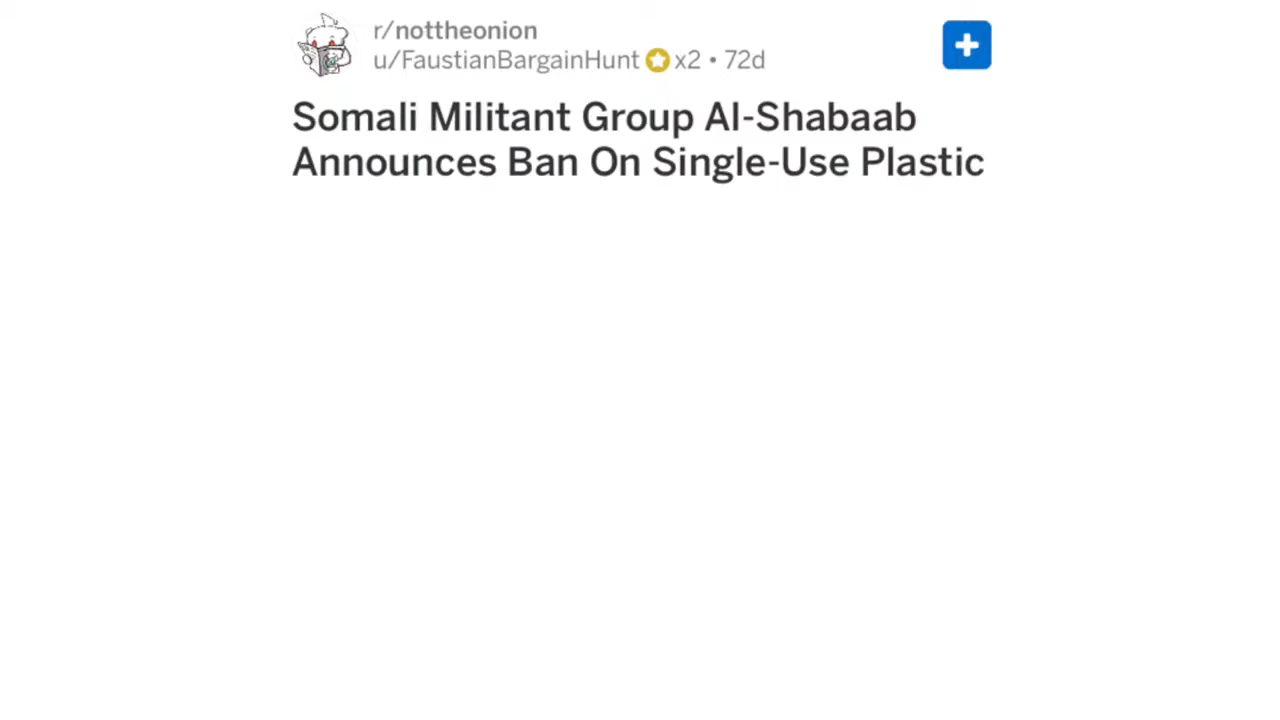 r/nottheonion
u/FaustianBargainHunt x2 • 72d
Somali Militant Group Al-Shabaab
Announces Ban On Single-Use Plastic